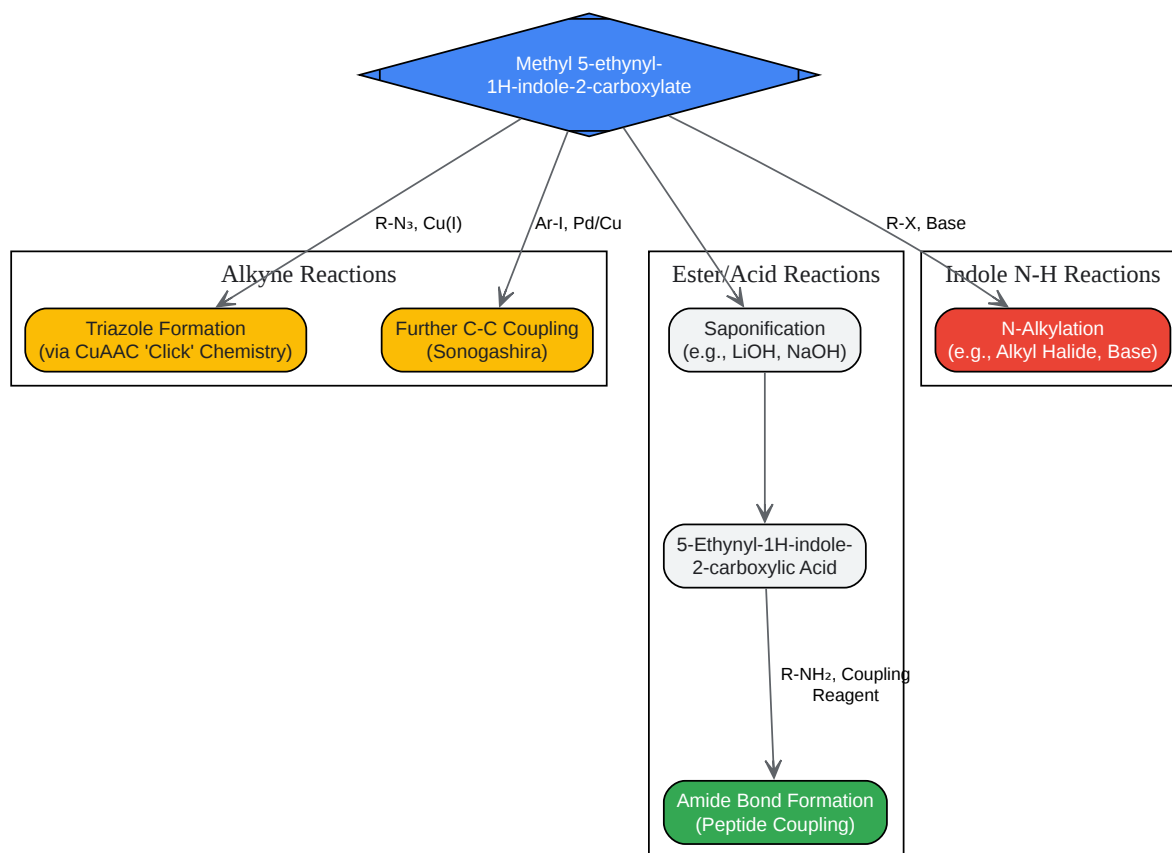 Methyl 5-ethynyl-
1H-indole-2-carboxylate
R-N₃, Cu(I)
Ar-I, Pd/Cu
R-X, Base
Alkyne Reactions
Triazole Formation
(via CuAAC 'Click' Chemistry)
Further C-C Coupling
(Sonogashira)
Ester/Acid Reactions
Saponification
(e.g., LiOH, NaOH)
5-Ethynyl-1H-indole-
2-carboxylic Acid
R-NH₂, Coupling
Reagent
Amide Bond Formation
(Peptide Coupling)
Indole N-H Reactions
N-Alkylation
(e.g., Alkyl Halide, Base)